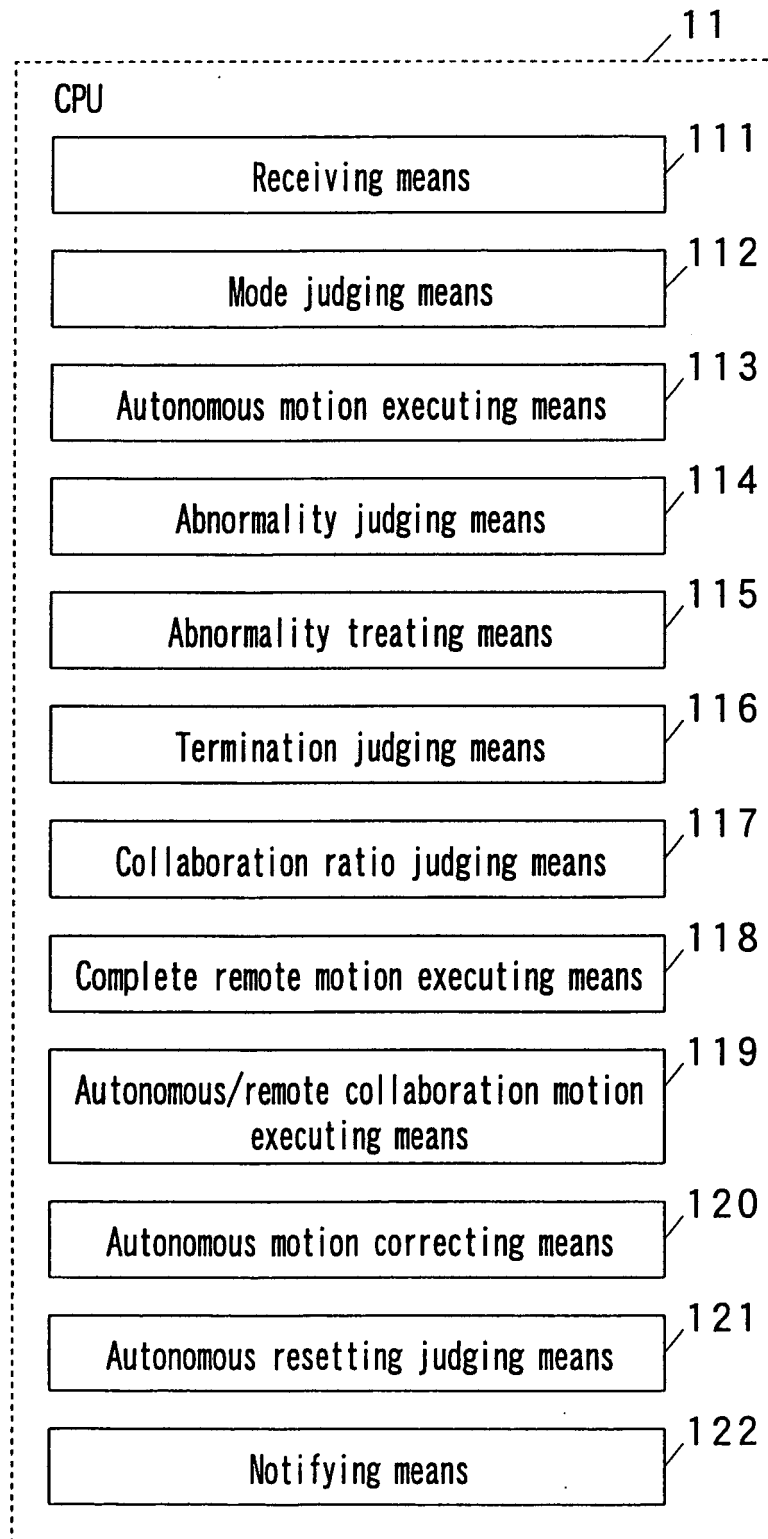 11
CPU
111
Receiving means
112
Mode judging means
113
Autonomous motion executing means
114
Abnormality judging means
115
Abnormality treating means
116
Termination judging means
117
Collaboration ratio judging means
118
Complete remote motion executing means
119
Autonomous/remote collaboration motion
executing means
120
Autonomous motion correcting means
121
Autonomous resetting judging means
122
Notifying means